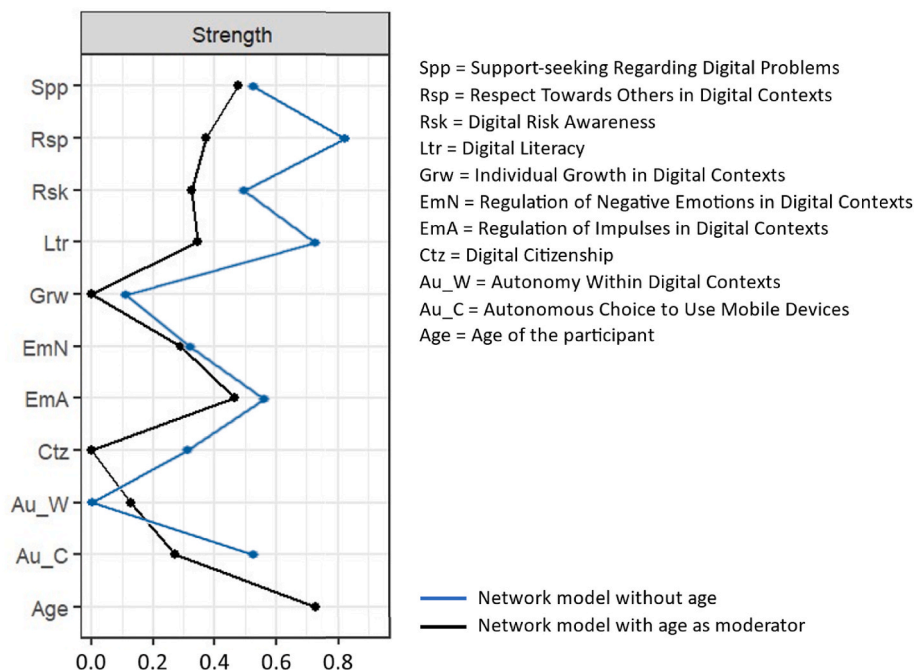 Strength
Spp
Rsp
Rsk
Ltr
Grw
EmN
EmA
Ctz
Au_W
Au_C
Age
0.0 0.2 0.4 0.6 0.8
Spp = Support-seeking Regarding Digital Problems
Rsp = Respect Towards Others in Digital Contexts
Rsk = Digital Risk Awareness
Ltr = Digital Literacy
Grw = Individual Growth in Digital Contexts
EmN = Regulation of Negative Emotions in Digital Contexts
EmA = Regulation of Impulses in Digital Contexts
Ctz = Digital Citizenship
Au_W = Autonomy Within Digital Contexts
Au_C = Autonomous Choice to Use Mobile Devices
Age = Age of the participant
Network model without age
Network model with age as moderator